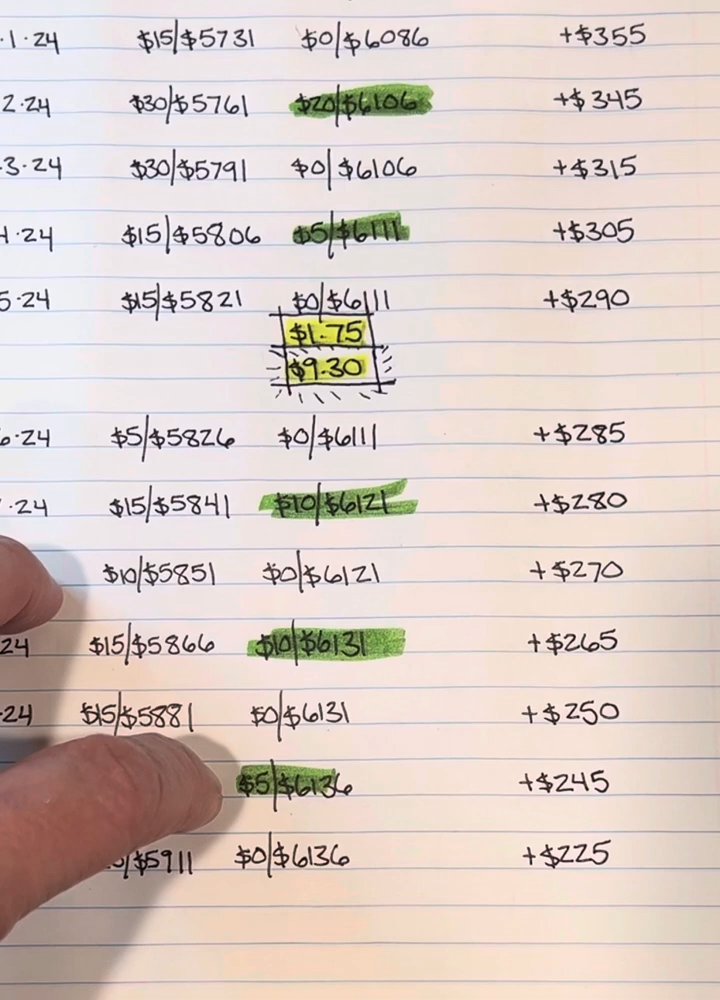 ·1·24 $15/$5731 $0/$6086 +$355
2·24 $30/$5761 $20/$6106 +$345
-3·24 $30/$5791 $0/$6106 +$315
4·24 $15/$5806 $5/$6111 +$305
5·24 $15/$5821 $0/$6111 +$290
$1.75
$9.30
6·24 $5/$5826 $0/$6111 +$285
·24 $15/$5841 $10/$6121 +$280
$10/$5851 $0/$6121 +$270
24 $15/$5866 $10/$6131 +$265
·24 $15/$5881 $0/$6131 +$250
$5/$6136 +$245
/$5911 $0/$6136 +$225